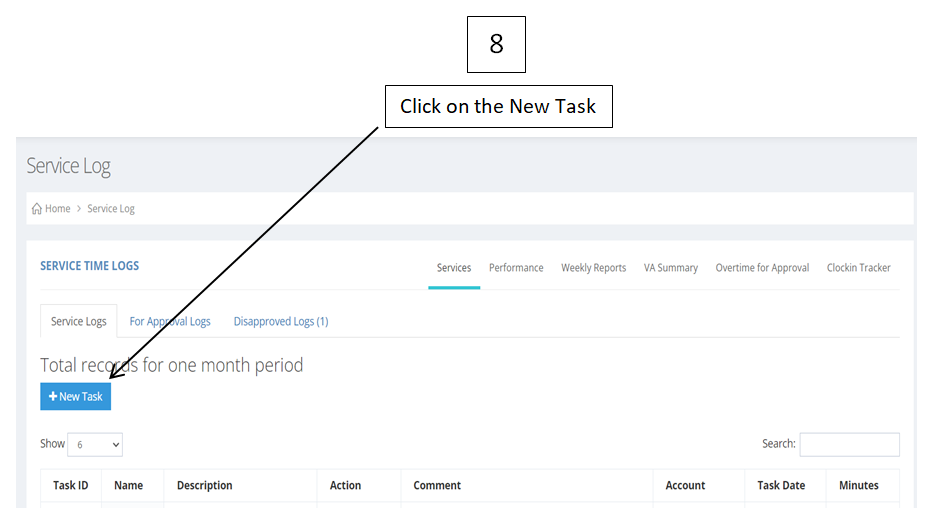 8
Click on the New Task
Service Log
Home > Service Log
SERVICE TIME LOGS
Services Performance Weekly Reports VA Summary Overtime for Approval Clockin Tracker
Service Logs For Approval Logs Disapproved Logs (1)
Total records for one month period
+ New Task
Show 6 Search:
Task ID Name Description Action Comment Account Task Date Minutes